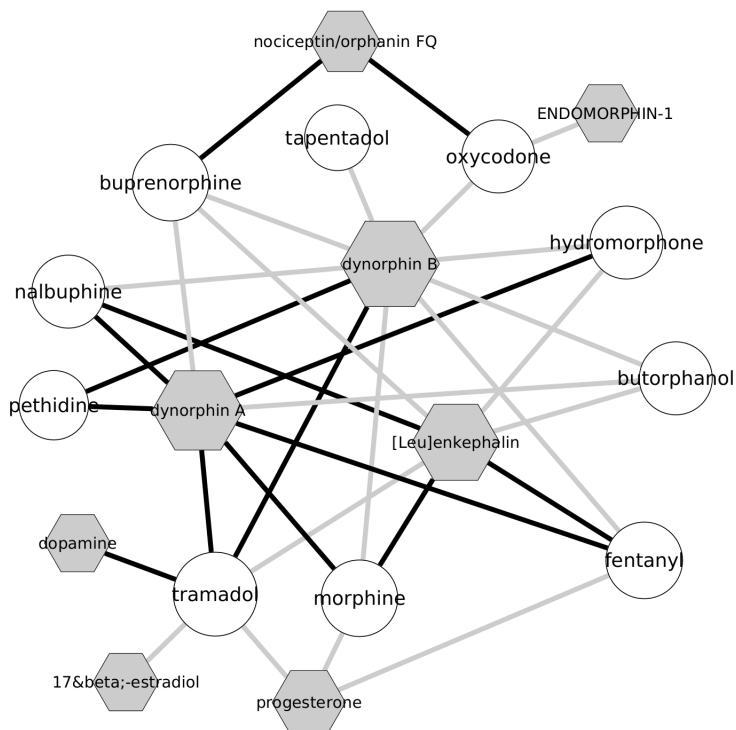 nociceptin/orphanin FQ
ENDOMORPHIN-1
tapentadol
oxycodone
buprenorphine
hydromorphone
dynorphin B
nalbuphine
butorphanol
pethidine
dynorphin A
[Leu]enkephalin
dopamine
fentanyl
tramadol
morphine
17&beta;-estradiol
progesterone